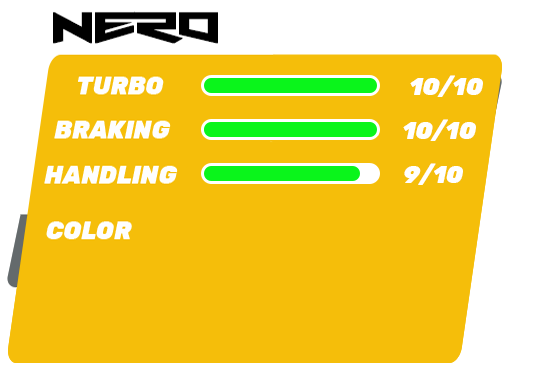 NERO
TURBO 10/10
BRAKING 10/10
HANDLING 9/10
COLOR